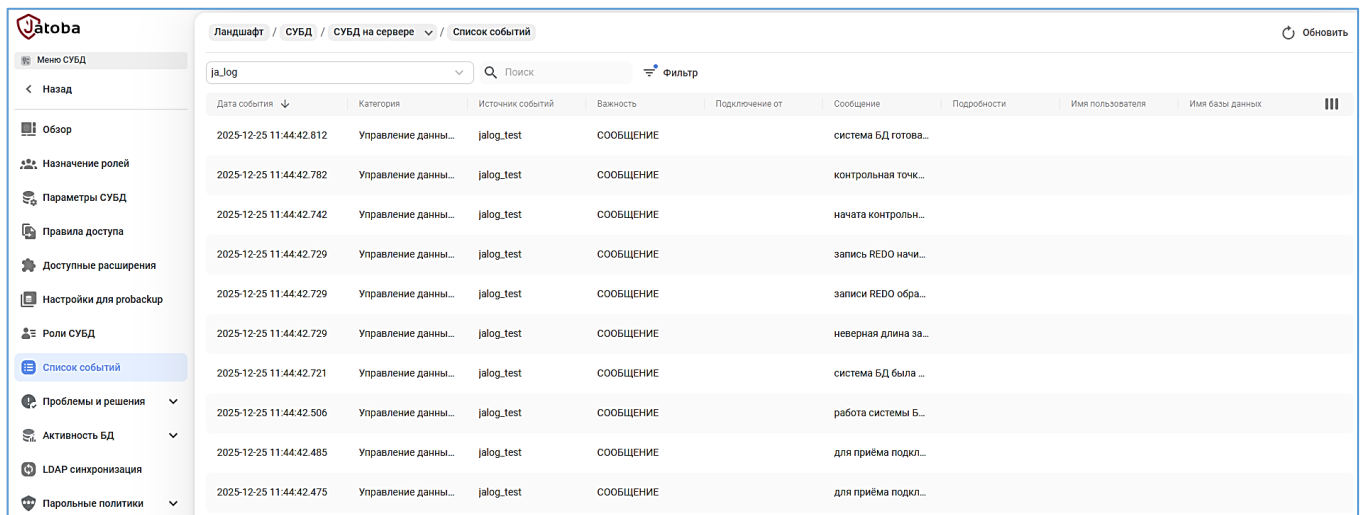 Jatoba
Ландшафт / СУБД / СУБД на сервере / Список событий
Обновить
Меню СУБД
Назад
Обзор
Назначение ролей
Параметры СУБД
Правила доступа
Доступные расширения
Настройки для probackup
Роли СУБД
Список событий
Проблемы и решения
Активность БД
LDAP синхронизация
Парольные политики
ja_log Поиск Фильтр
Дата события Категория Источник событий Важность Подключение от Сообщение Подробности Имя пользователя Имя базы данных
2025-12-25 11:44:42.812 Управление данны... jalog_test СООБЩЕНИЕ система БД готова...
2025-12-25 11:44:42.782 Управление данны... jalog_test СООБЩЕНИЕ контрольная точк...
2025-12-25 11:44:42.742 Управление данны... jalog_test СООБЩЕНИЕ начата контрольн...
2025-12-25 11:44:42.729 Управление данны... jalog_test СООБЩЕНИЕ запись REDO начи...
2025-12-25 11:44:42.729 Управление данны... jalog_test СООБЩЕНИЕ записи REDO обра...
2025-12-25 11:44:42.729 Управление данны... jalog_test СООБЩЕНИЕ неверная длина за...
2025-12-25 11:44:42.721 Управление данны... jalog_test СООБЩЕНИЕ система БД была ...
2025-12-25 11:44:42.506 Управление данны... jalog_test СООБЩЕНИЕ работа системы Б...
2025-12-25 11:44:42.485 Управление данны... jalog_test СООБЩЕНИЕ для приёма подкл...
2025-12-25 11:44:42.475 Управление данны... jalog_test СООБЩЕНИЕ для приёма подкл...